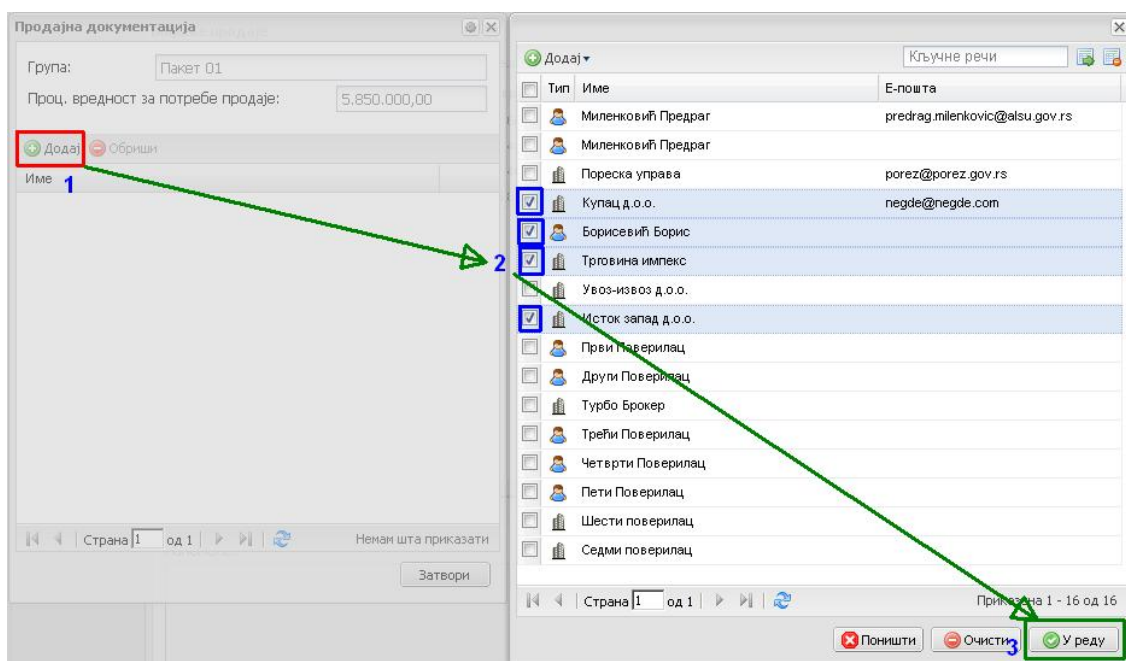 Продајна документација
Група: Пакет 01
Проц. вредност за потребе продаје: 5.850.000,00
Додај Обриши
Име
1
Страна 1 од 1 Немам шта приказати
Затвори
Додај Кључне речи
Тип Име Е-пошта
Миленковић Предраг predrag.milenkovic@alsu.gov.rs
Миленковић Предраг
Пореска управа porez@porez.gov.rs
Купац д.о.о. negde@negde.com
Борисевић Борис
2 Трговина импекс
Увоз-извоз д.о.о.
Исток запад д.о.о.
Први Поверилац
Други Поверилац
Турбо Брокер
Трећи Поверилац
Четврти Поверилац
Пети Поверилац
Шести поверилац
Седми поверилац
Страна 1 од 1 Приказана 1 - 16 од 16
Поништи Очисти 3 У реду